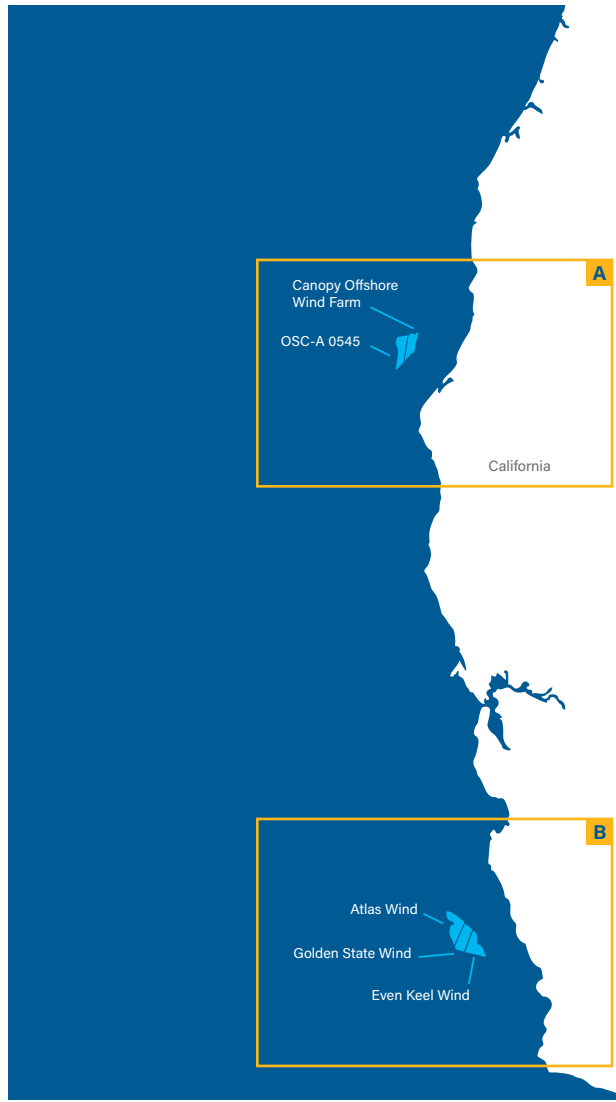 A
Canopy Offshore
Wind Farm
OSC-A 0545
California
B
Atlas Wind
Golden State Wind
Even Keel Wind